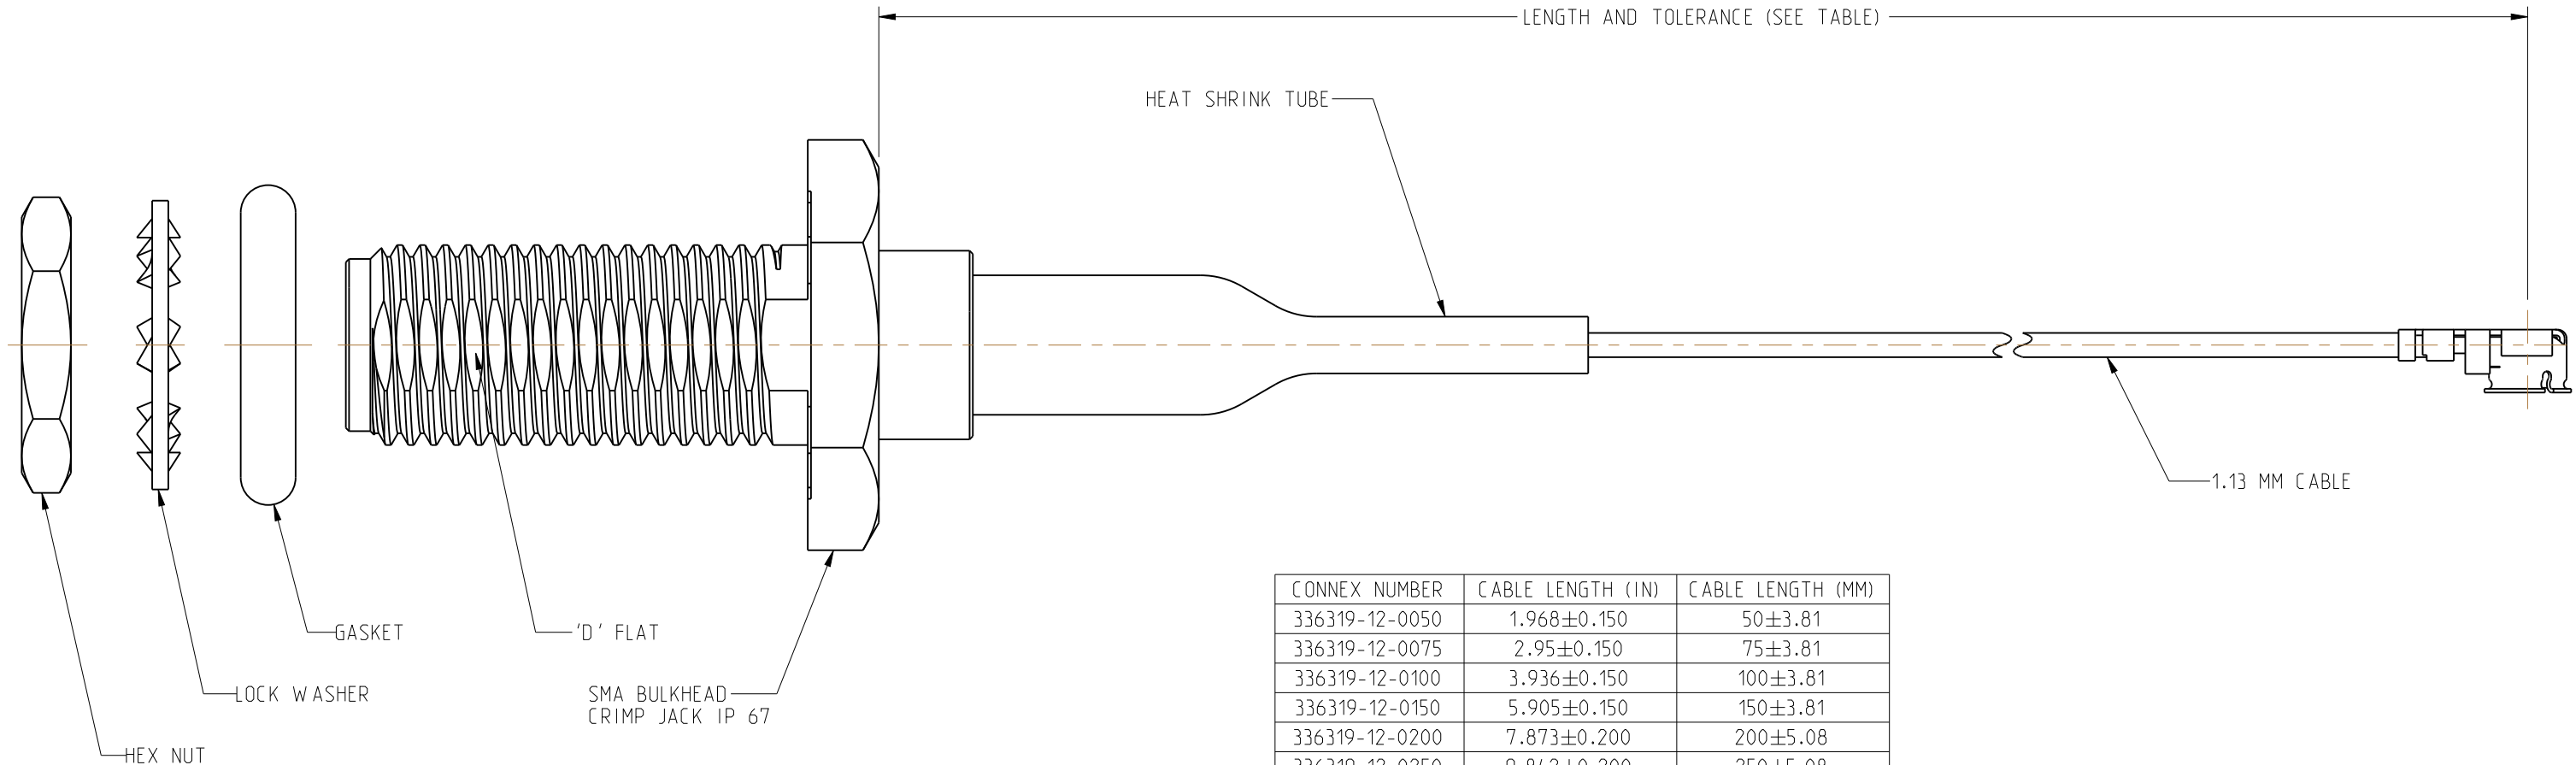 LENGTH AND TOLERANCE (SEE TABLE)
HEAT SHRINK TUBE
1.13 MM CABLE
GASKET
'D' FLAT
LOCK WASHER
SMA BULKHEAD
CRIMP JACK IP 67
HEX NUT
CONNEX NUMBER CABLE LENGTH (IN) CABLE LENGTH (MM)
336319-12-0050 1.968±0.150 50±3.81
336319-12-0075 2.95±0.150 75±3.81
336319-12-0100 3.936±0.150 100±3.81
336319-12-0150 5.905±0.150 150±3.81
336319-12-0200 7.873±0.200 200±5.08